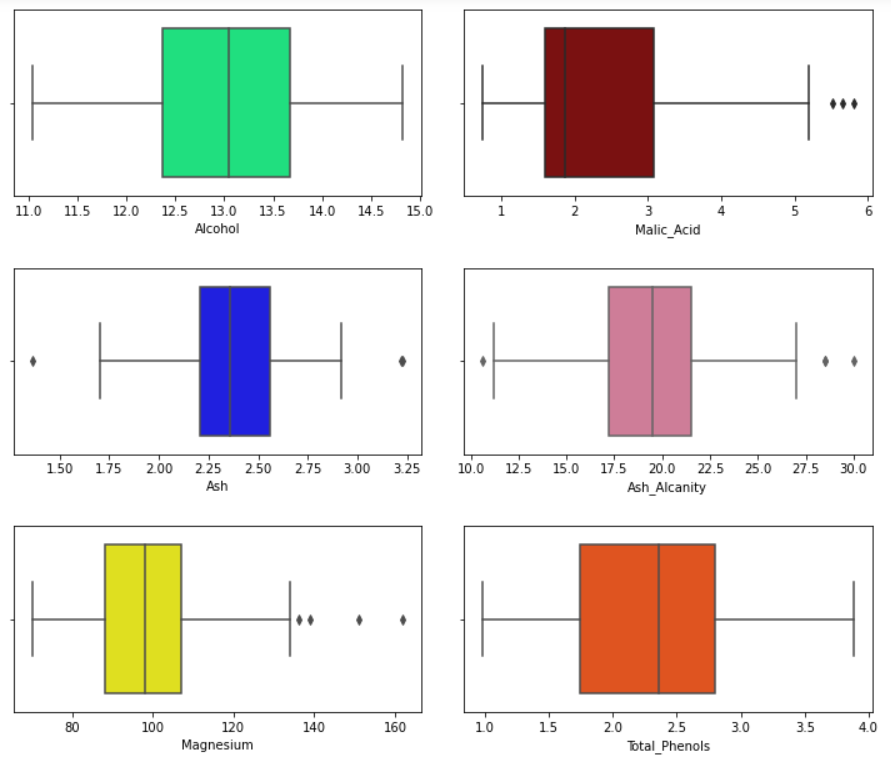 11.0 11.5 12.0 12.5 13.0 13.5 14.0 14.5 15.0
Alcohol
1 2 3 4 5 6
Malic_Acid
1.50 1.75 2.00 2.25 2.50 2.75 3.00 3.25
Ash
10.0 12.5 15.0 17.5 20.0 22.5 25.0 27.5 30.0
Ash_Alcanity
80 100 120 140 160
Magnesium
1.0 1.5 2.0 2.5 3.0 3.5 4.0
Total_Phenols